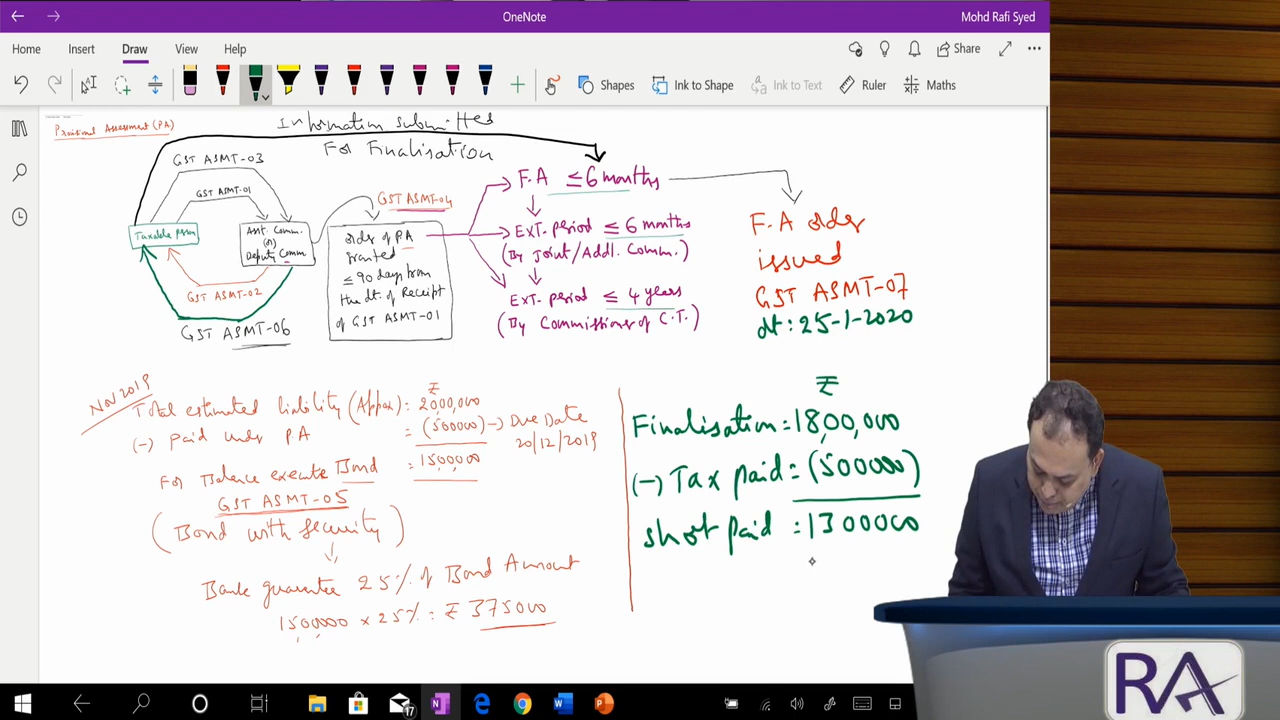 OneNote
Mohd Rafi Syed
Home Insert Draw View Help
Share
Shapes
Ink to Shape
Ink to Text
Ruler
Maths
Provisional Assessment (PA)
Information submitted
For Finalisation
GST ASMT-03
GST ASMT-01
Taxable person
Asst. Comm.
(or)
Deputy Comm
GST ASMT-02
GST ASMT-06
GST ASMT-04
order of PA
granted
≤ 90 days from
the dt. of Receipt
of GST ASMT-01
F.A ≤ 6 months
EXT. period ≤ 6 months
(By Joint/Addl. Comm.)
EXT. period ≤ 4 years
(By Commissioner of C.T.)
F.A order
issued
GST ASMT-07
dt: 25-1-2020
Nov 2019
₹
Total estimated liability (Approx) : 2000,000
(-) paid under PA = (500000) → Due Date
20/12/2019
For Balance execute Bond = 1500,000
GST ASMT-05
(Bond with security)
Bank guarantee 25% of Bond Amount
1500,000 x 25% = ₹ 375000
₹
Finalisation = 18,00,000
(-) Tax paid = (500000)
short paid = 1300000
17
RA